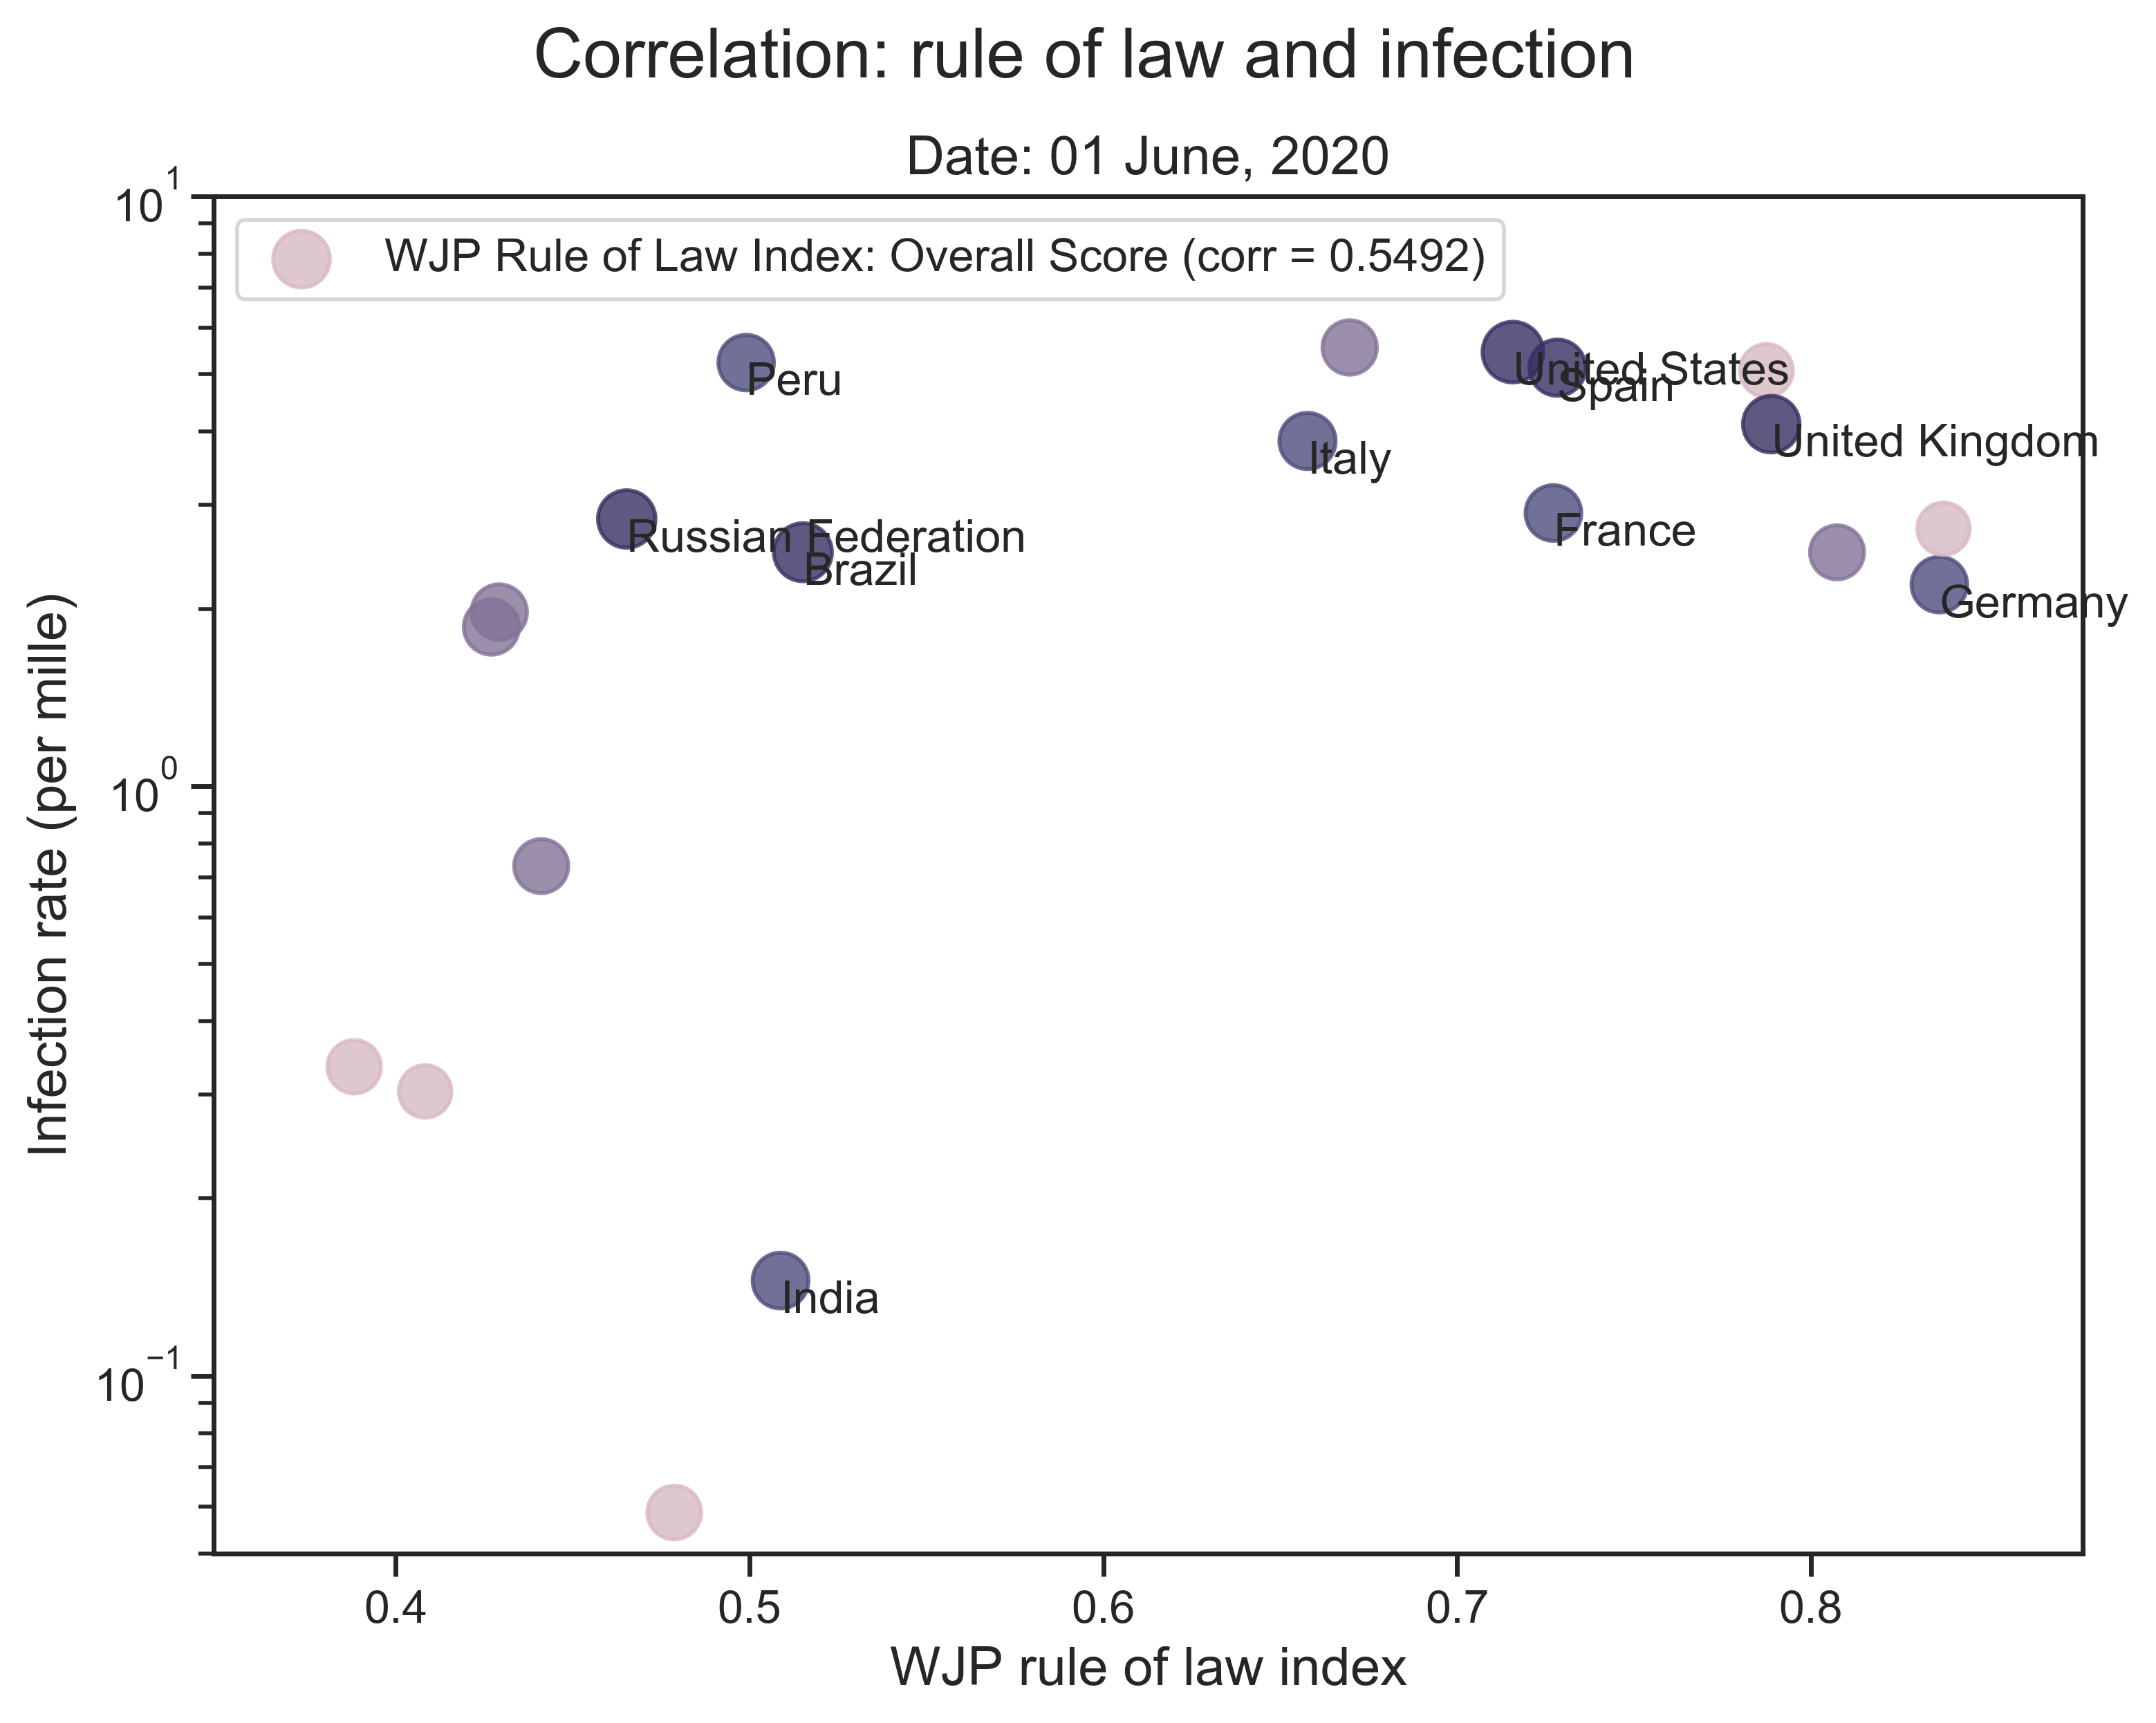 Correlation: rule of law and infection
Date: 01 June, 2020
10^1
WJP Rule of Law Index: Overall Score (corr = 0.5492)
United States
Peru
Spain
United Kingdom
Italy
Russian Federation
France
Brazil
Germany
10^0
Infection rate (per mille)
India
10^−1
0.4 0.5 0.6 0.7 0.8
WJP rule of law index